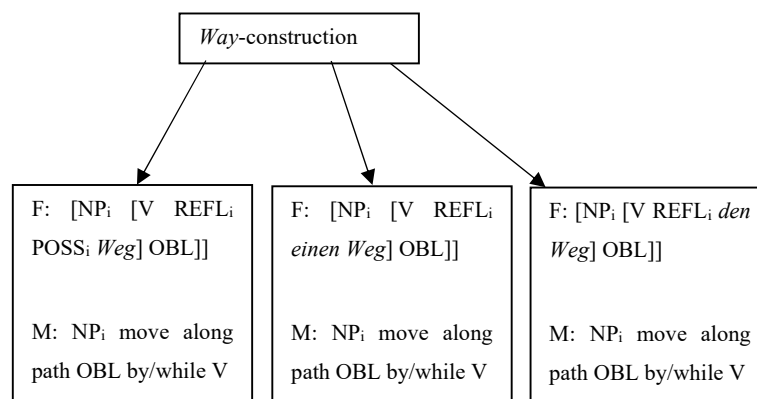 Way-construction
F: [NPᵢ [V REFLᵢ
POSSᵢ Weg] OBL]]
M: NPᵢ move along
path OBL by/while V
F: [NPᵢ [V REFLᵢ
einen Weg] OBL]]
M: NPᵢ move along
path OBL by/while V
F: [NPᵢ [V REFLᵢ den
Weg] OBL]]
M: NPᵢ move along
path OBL by/while V